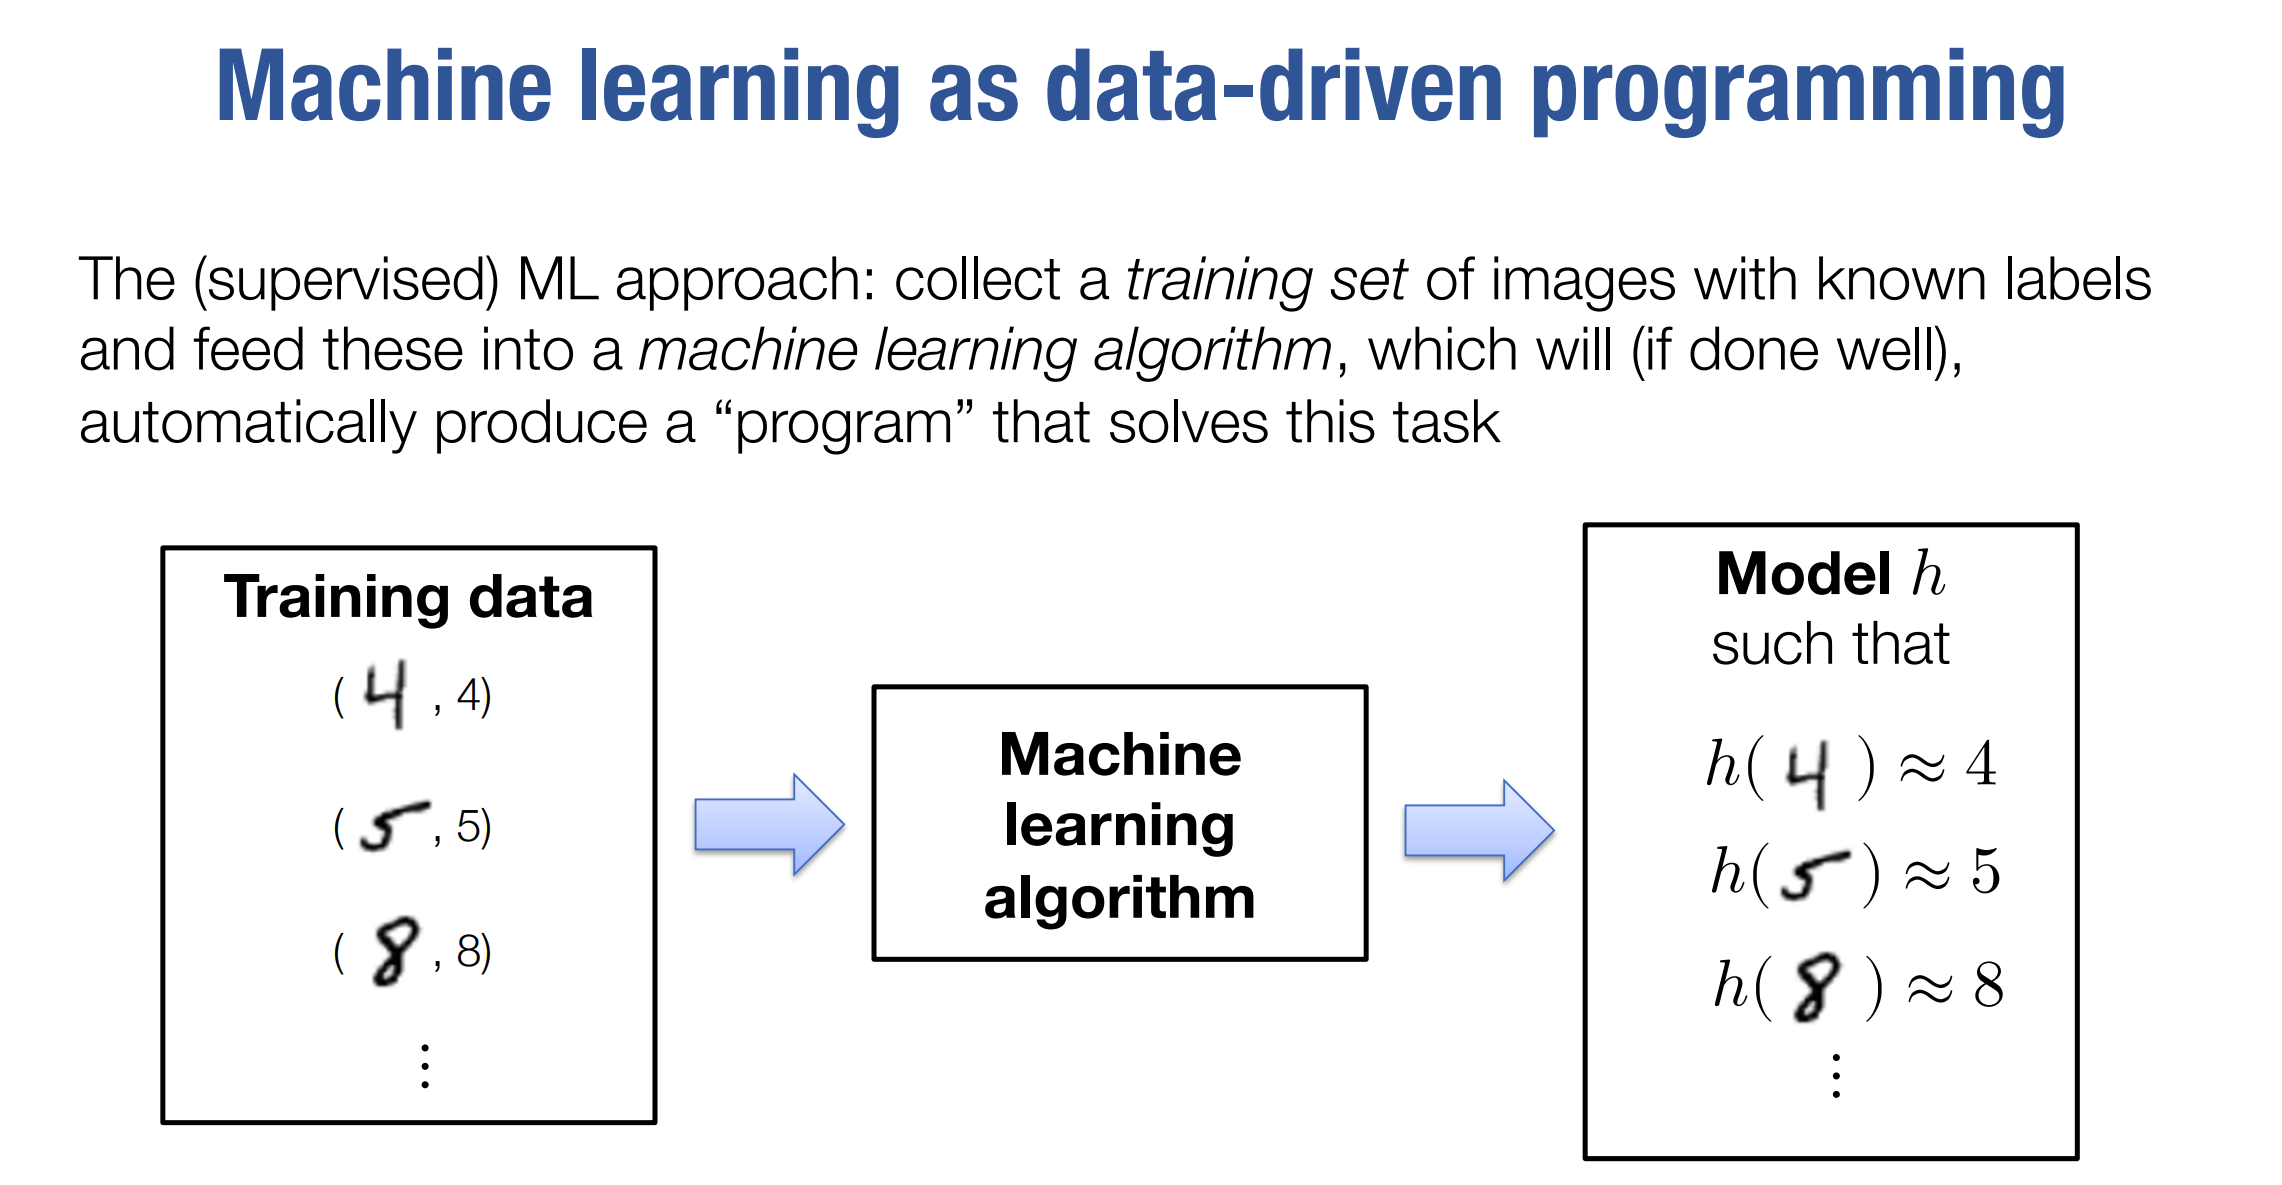 Machine learning as data-driven programming
The (supervised) ML approach: collect a training set of images with known labels
and feed these into a machine learning algorithm, which will (if done well),
automatically produce a “program” that solves this task
Training data
( 4 , 4)
( 5 , 5)
( 8 , 8)
⋮
Machine
learning
algorithm
Model h
such that
h( 4 ) ≈ 4
h( 5 ) ≈ 5
h( 8 ) ≈ 8
⋮